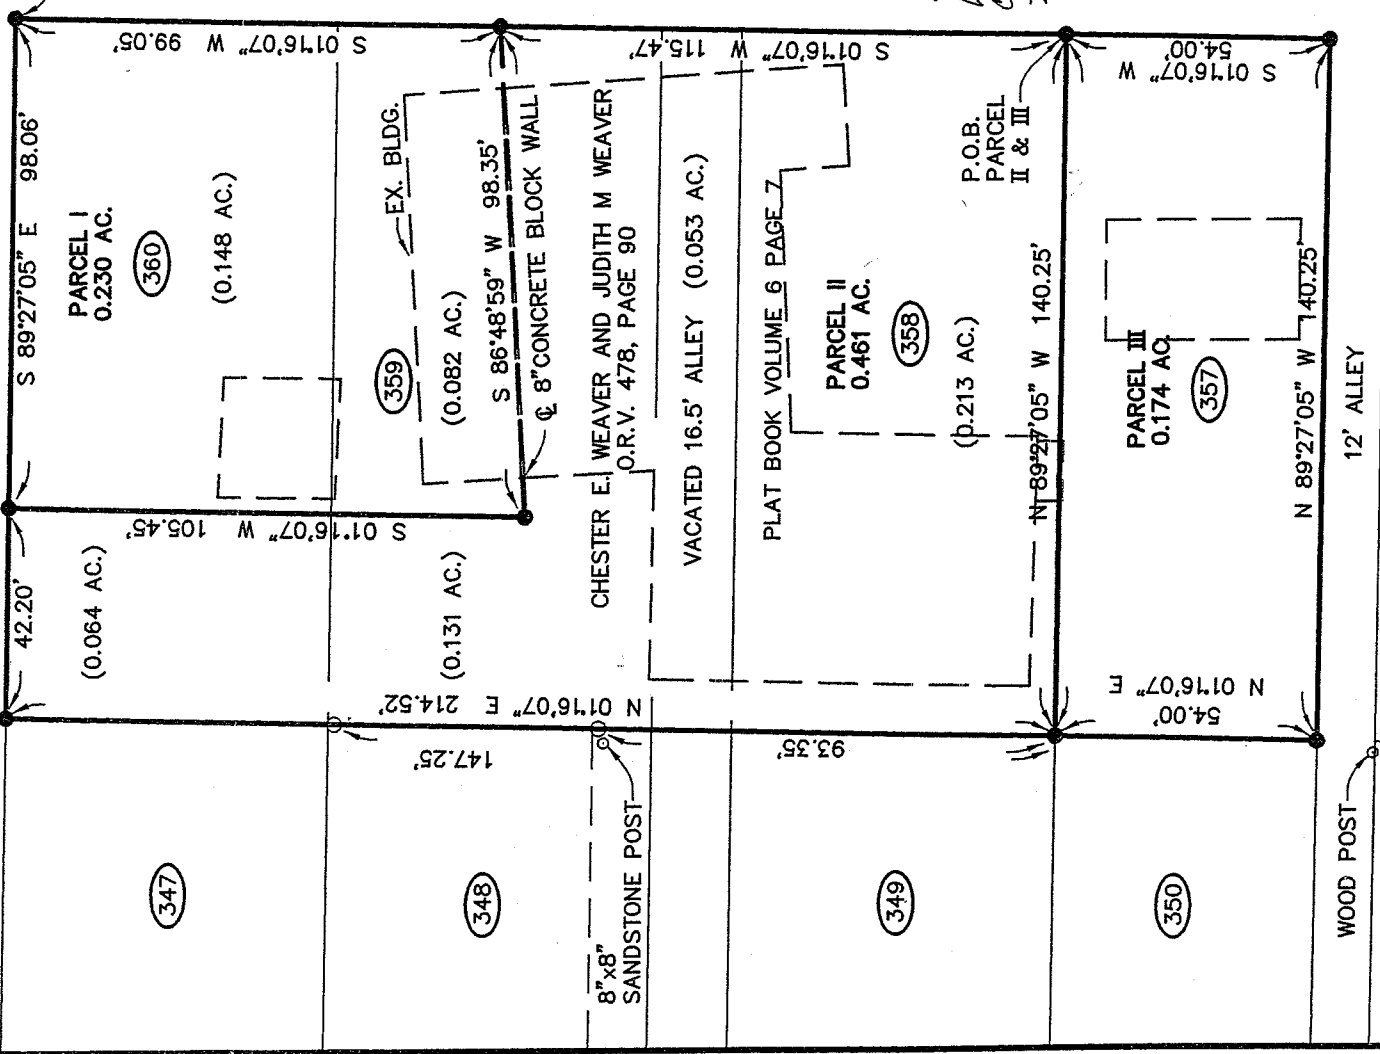 S 89°27'05" E 98.06'
42.20'
S 01°16'07" W 99.05'
PARCEL I
0.230 AC.
360
(0.148 AC.)
(0.064 AC.)
S 01°16'07" W 105.45'
EX. BLDG.
359
(0.082 AC.)
(0.131 AC.)
S 86°48'59" W 98.35'
℄ 8" CONCRETE BLOCK WALL
S 01°16'07" W 115.47'
CHESTER E. WEAVER AND JUDITH M WEAVER
O.R.V. 478, PAGE 90
N 01°16'07" E 214.52'
147.25'
93.35'
VACATED 16.5' ALLEY (0.053 AC.)
PLAT BOOK VOLUME 6 PAGE 7
PARCEL II
0.461 AC.
358
(0.213 AC.)
P.O.B.
PARCEL
II & III
N 89°27'05" W 140.25'
S 01°16'07" W
54.00'
PARCEL III
0.174 AC.
357
N 01°16'07" E
54.00'
N 89°27'05" W 140.25'
12' ALLEY
347
348
8"x8"
SANDSTONE POST
349
350
WOOD POST